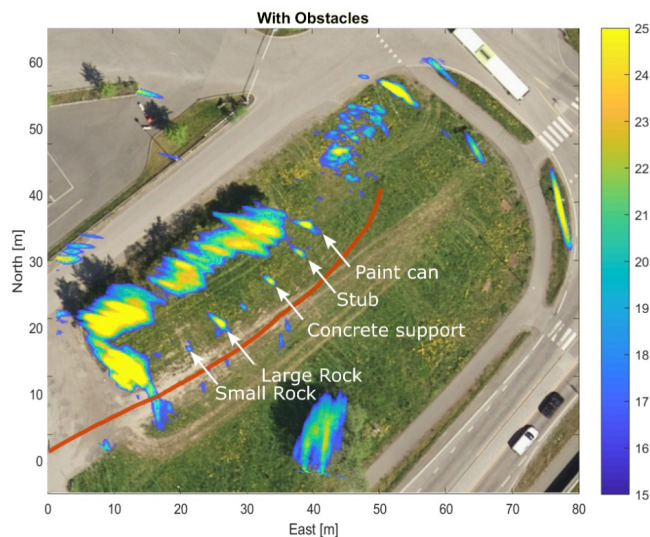 With Obstacles
60
50
40
30
20
10
0
North [m]
Paint can
Stub
Concrete support
Large Rock
Small Rock
0 10 20 30 40 50 60 70 80
East [m]
25
24
23
22
21
20
19
18
17
16
15